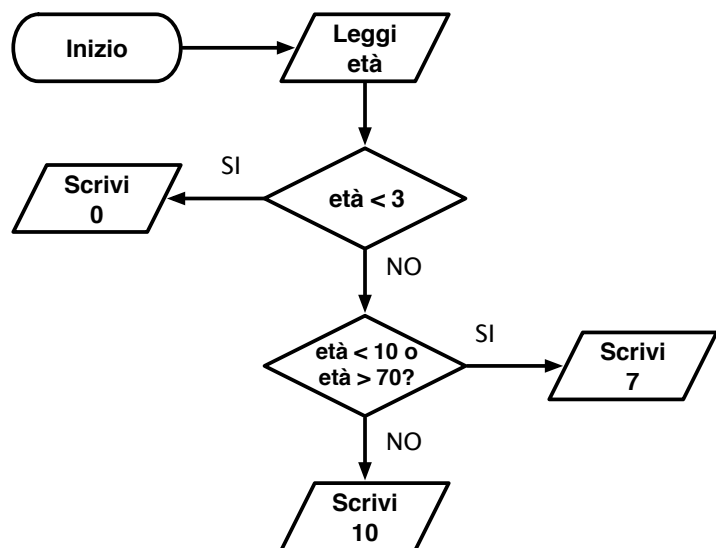 Inizio
Leggi
età
SI
Scrivi
0
età < 3
NO
età < 10 o
età > 70?
SI
Scrivi
7
NO
Scrivi
10